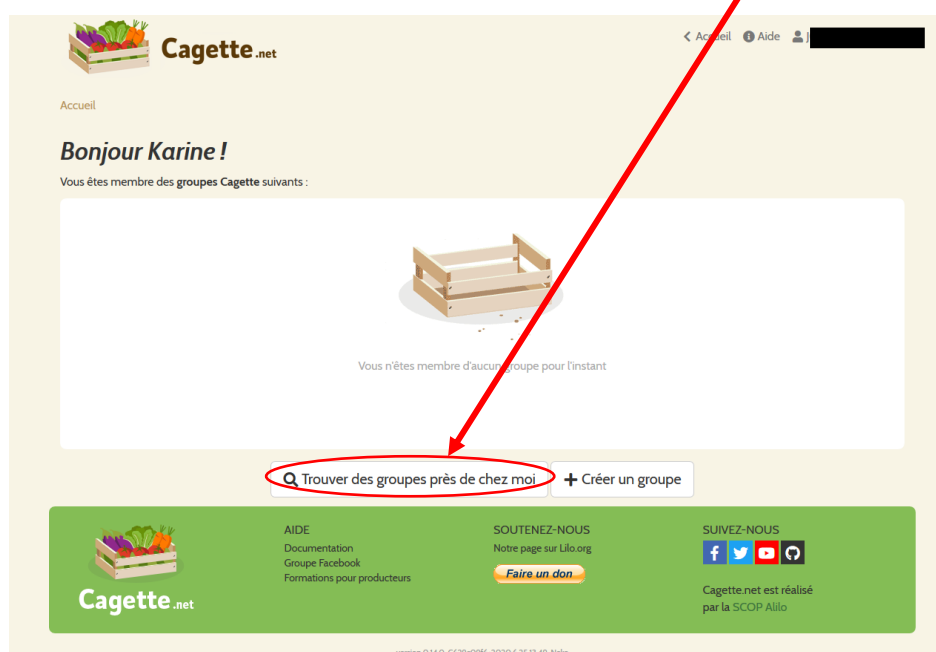 Cagette.net
Accueil Aide
Accueil
Bonjour Karine !
Vous êtes membre des groupes Cagette suivants :
Vous n'êtes membre d'aucun groupe pour l'instant
Trouver des groupes près de chez moi + Créer un groupe
AIDE
Documentation
Groupe Facebook
Formations pour producteurs
SOUTENEZ-NOUS
Notre page sur Lilo.org
Faire un don
SUIVEZ-NOUS
Cagette.net est réalisé
par la SCOP Alilo
Cagette.net